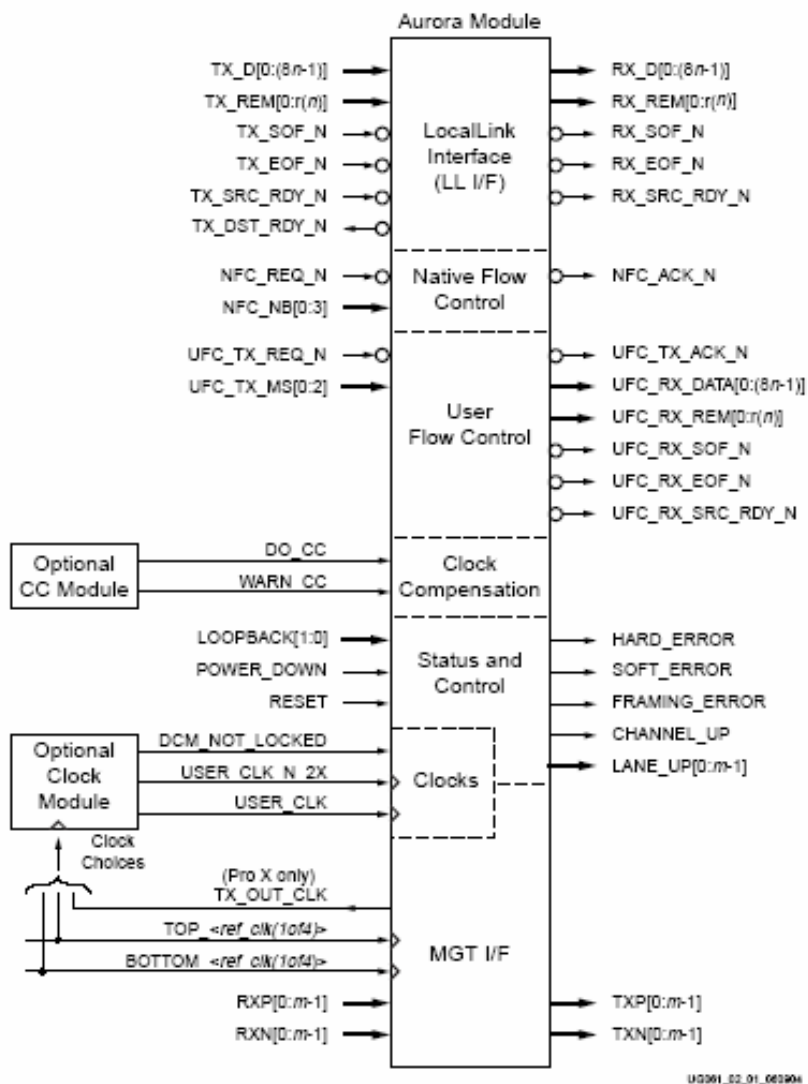 Aurora Module
TX_D[0:(8n-1)]
TX_REM[0:r(n)]
TX_SOF_N
TX_EOF_N
TX_SRC_RDY_N
TX_DST_RDY_N
LocalLink
Interface
(LL I/F)
RX_D[0:(8n-1)]
RX_REM[0:r(n)]
RX_SOF_N
RX_EOF_N
RX_SRC_RDY_N
NFC_REQ_N
NFC_NB[0:3]
Native Flow
Control
NFC_ACK_N
UFC_TX_REQ_N
UFC_TX_MS[0:2]
User
Flow Control
UFC_TX_ACK_N
UFC_RX_DATA[0:(8n-1)]
UFC_RX_REM[0:r(n)]
UFC_RX_SOF_N
UFC_RX_EOF_N
UFC_RX_SRC_RDY_N
Optional
CC Module
DO_CC
WARN_CC
Clock
Compensation
LOOPBACK[1:0]
POWER_DOWN
RESET
Status and
Control
HARD_ERROR
SOFT_ERROR
FRAMING_ERROR
CHANNEL_UP
LANE_UP[0:m-1]
Optional
Clock
Module
DCM_NOT_LOCKED
USER_CLK_N_2X
USER_CLK
Clocks
Clock
Choices
(Pro X only)
TX_OUT_CLK
TOP_<ref_clk(1of4)>
BOTTOM_<ref_clk(1of4)>
RXP[0:m-1]
RXN[0:m-1]
MGT I/F
TXP[0:m-1]
TXN[0:m-1]